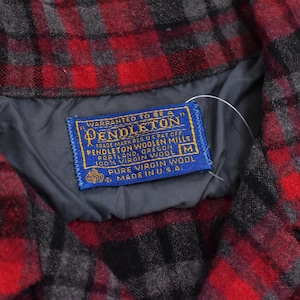 "WARRANTED TO BE A
PENDLETON"
TRADE MARK REG. U.S. PAT. OFF.
PENDLETON WOOLEN MILLS
PORTLAND, OREGON
100% VIRGIN WOOL
M
PURE VIRGIN WOOL
MADE IN U.S.A.